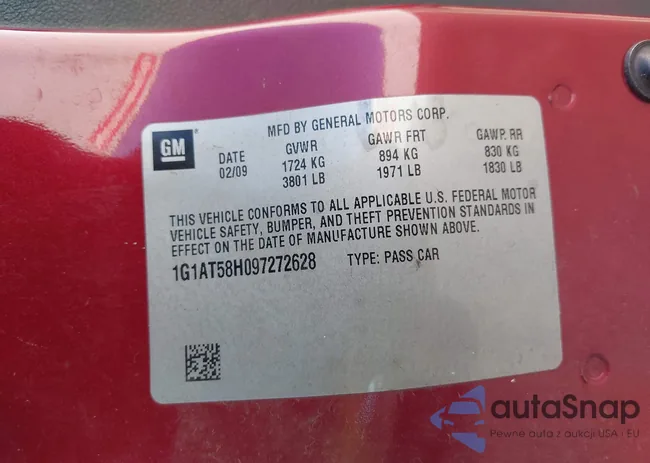 MFD BY GENERAL MOTORS CORP.
GM DATE GVWR GAWR FRT GAWR RR
02/09 1724 KG 894 KG 830 KG
3801 LB 1971 LB 1830 LB
THIS VEHICLE CONFORMS TO ALL APPLICABLE U.S. FEDERAL MOTOR
VEHICLE SAFETY, BUMPER, AND THEFT PREVENTION STANDARDS IN
EFFECT ON THE DATE OF MANUFACTURE SHOWN ABOVE.
1G1AT58H097272628 TYPE: PASS CAR
autaSnap
Pewne auta z aukcji USA i EU